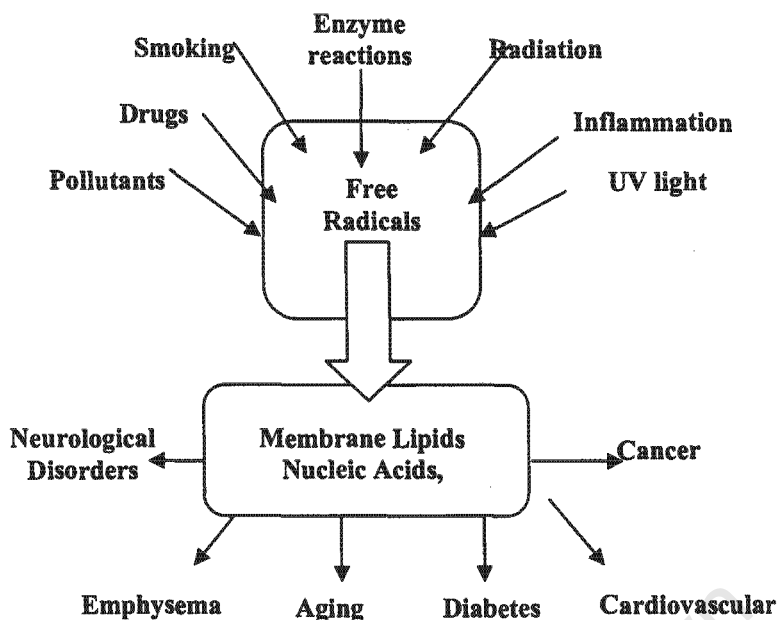 Enzyme
reactions
Smoking
Radiation
Drugs
Inflammation
Pollutants
UV light
Free
Radicals
Membrane Lipids
Nucleic Acids,
Neurological
Disorders
Cancer
Emphysema
Aging
Diabetes
Cardiovascular